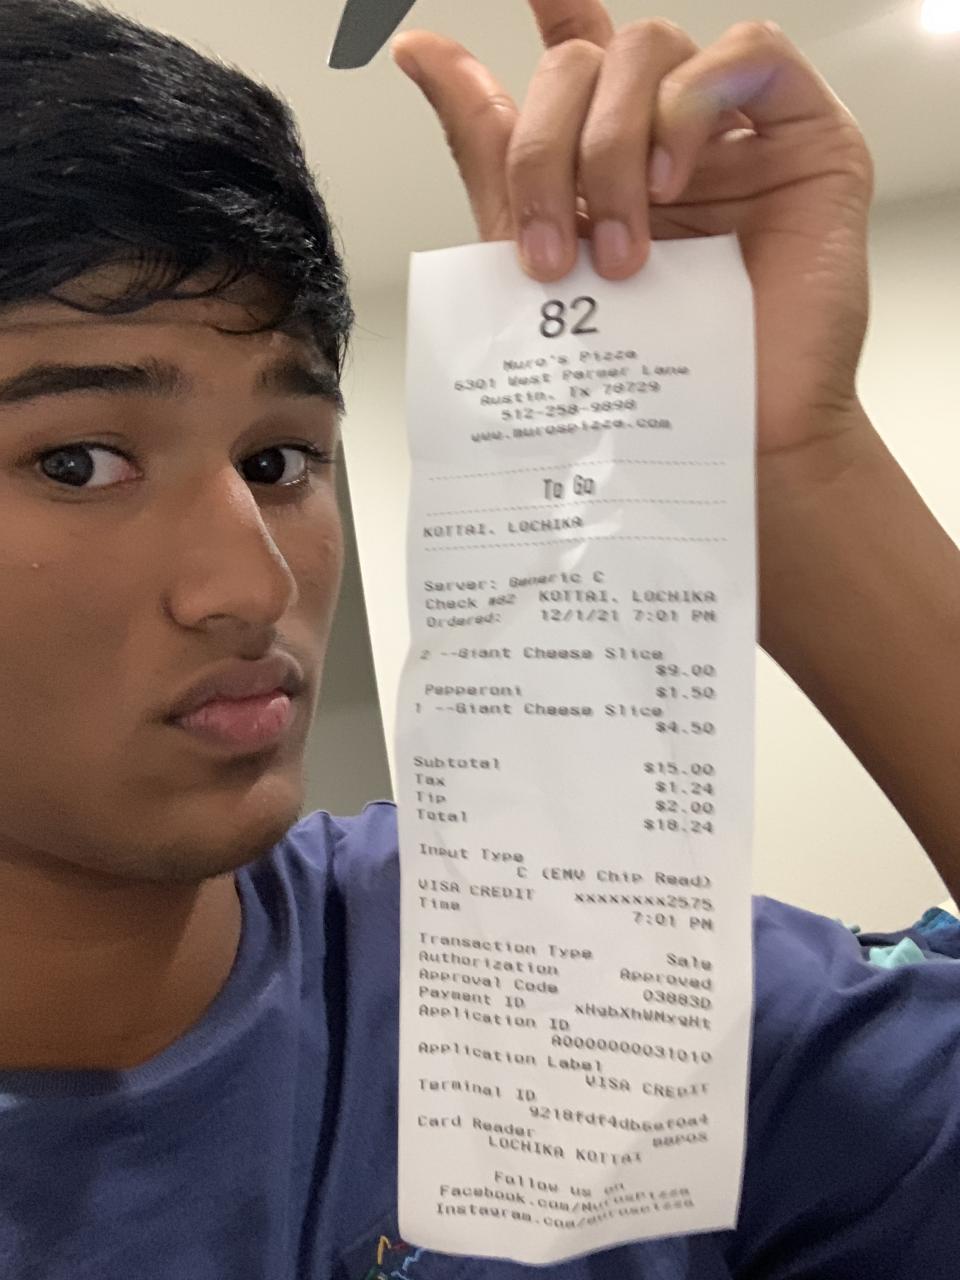 82
Muro's Pizza
6301 West Parmer Lane
Austin, Tx 78729
512-258-9898
www.murospizza.com
To Go
KOTTAI, LOCHIKA
Server: Generic C
Check #82 KOTTAI, LOCHIKA
Ordered: 12/1/21 7:01 PM
2 --Giant Cheese Slice
$9.00
Pepperoni $1.50
1 --Giant Cheese Slice
$4.50
Subtotal $15.00
Tax $1.24
Tip $2.00
Total $18.24
Input Type
C (EMV Chip Read)
VISA CREDIT xxxxxxxx2575
Time 7:01 PM
Transaction Type Sale
Authorization Approved
Approval Code 03883D
Payment ID
Application ID
A0000000031010
Application Label
VISA CREDIT
Terminal ID
Card Reader
LOCHIKA KOTTAI
Follow us on
Facebook.com/MurosPizza
Instagram.com/murospizza